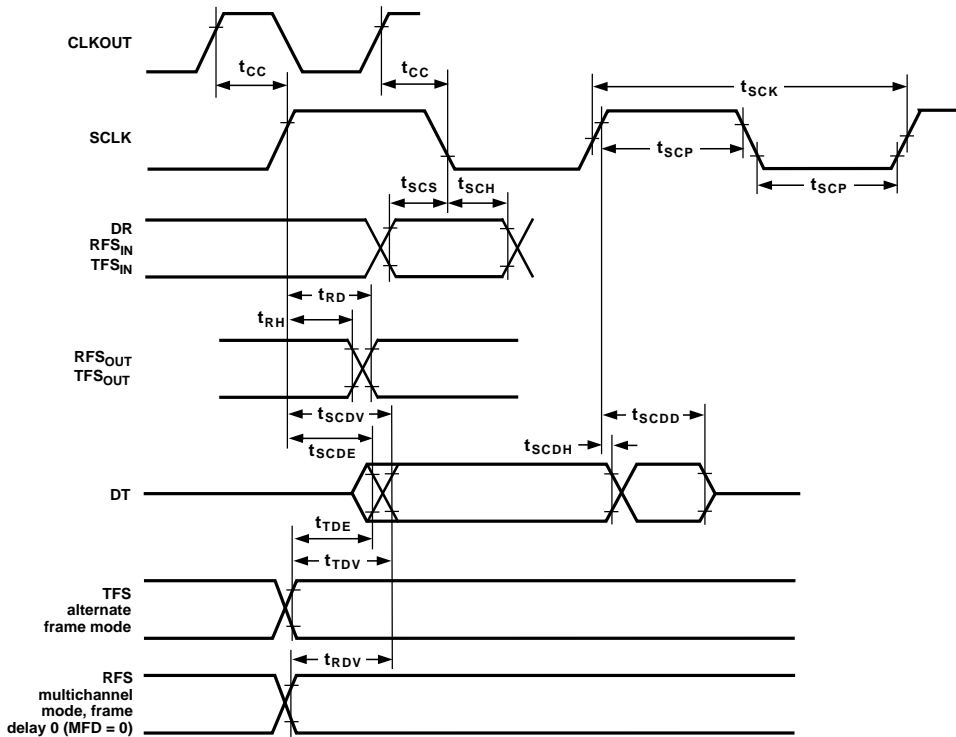 CLKOUT
tCC
tCC
tSCK
SCLK
tSCP
tSCP
tSCS
tSCH
DR
RFSIN
TFSIN
tRD
tRH
RFSOUT
TFSOUT
tSCDV
tSCDD
tSCDE
tSCDH
DT
tTDE
tTDV
TFS
alternate
frame mode
tRDV
RFS
multichannel
mode, frame
delay 0 (MFD = 0)